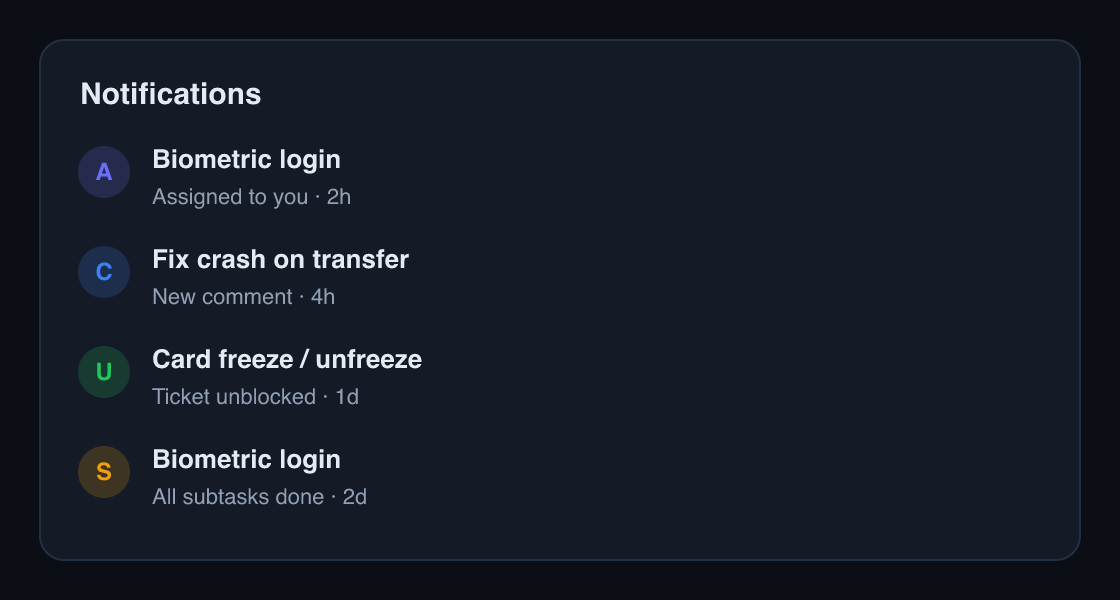 Notifications
A
Biometric login
Assigned to you · 2h
C
Fix crash on transfer
New comment · 4h
U
Card freeze / unfreeze
Ticket unblocked · 1d
S
Biometric login
All subtasks done · 2d